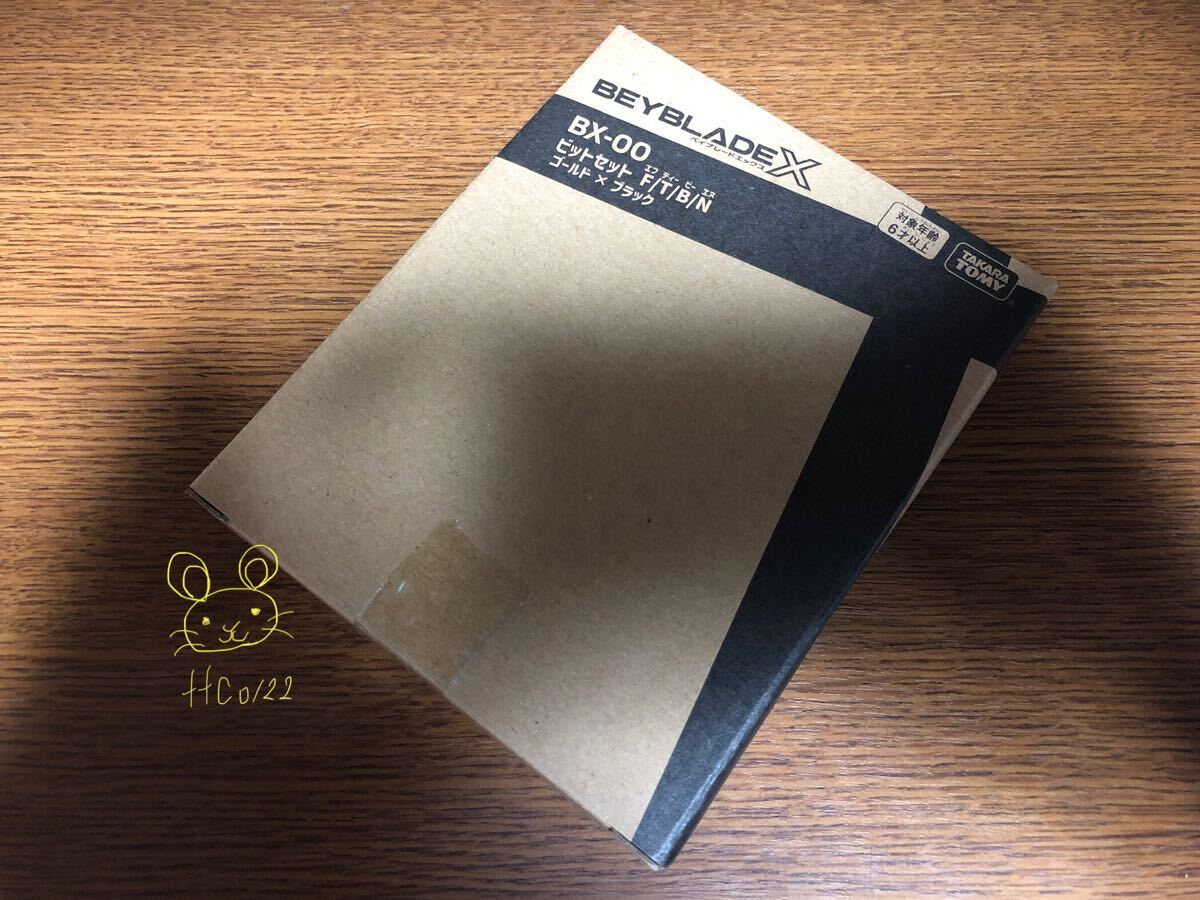 BEYBLADE X
ベイブレードエックス
BX-00
エフ ティー ビー エヌ
ビットセット F/T/B/N
ゴールド × ブラック
対象年齢
6才以上
TAKARA
TOMY
HC0122